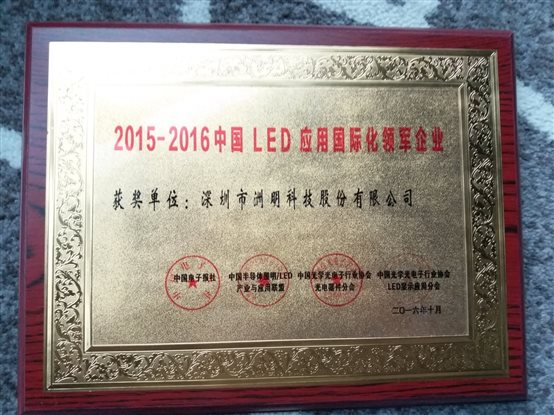 2015-2016中国 LED 应用国际化领军企业
获奖单位：深圳市洲明科技股份有限公司
中国电子报社
中国半导体照明/LED
产业与应用联盟
中国光学光电子行业协会
光电器件分会
中国光学光电子行业协会
LED显示应用分会
二〇一六年十月